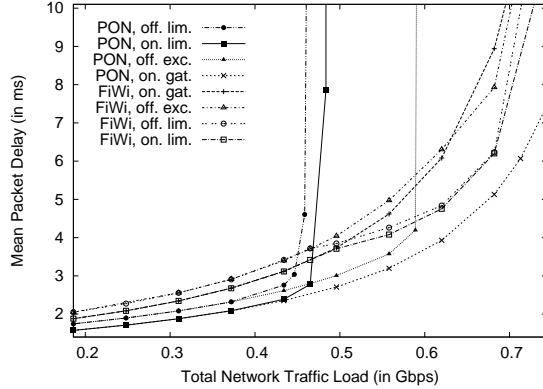 10
9
8
7
6
5
4
3
2
Mean Packet Delay (in ms)
PON, off. lim.
PON, on. lim.
PON, off. exc.
PON, on. gat.
FiWi, on. gat.
FiWi, off. exc.
FiWi, off. lim.
FiWi, on. lim.
0.2 0.3 0.4 0.5 0.6 0.7
Total Network Traffic Load (in Gbps)